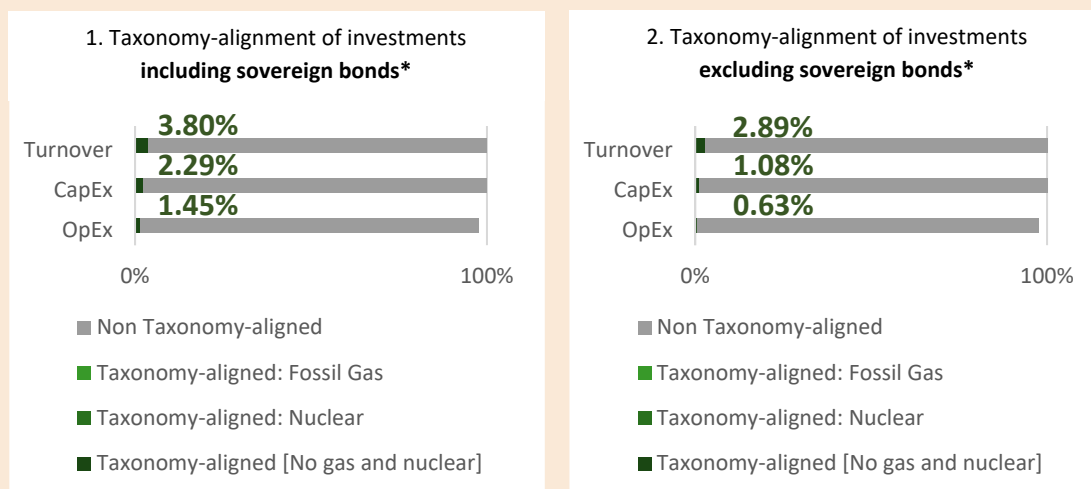 1. Taxonomy-alignment of investments
including sovereign bonds*
3.80%
Turnover
2.29%
CapEx
1.45%
OpEx
0%
100%
Non Taxonomy-aligned
Taxonomy-aligned: Fossil Gas
Taxonomy-aligned: Nuclear
Taxonomy-aligned [No gas and nuclear]
2. Taxonomy-alignment of investments
excluding sovereign bonds*
2.89%
Turnover
1.08%
CapEx
0.63%
OpEx
0%
100%
Non Taxonomy-aligned
Taxonomy-aligned: Fossil Gas
Taxonomy-aligned: Nuclear
Taxonomy-aligned [No gas and nuclear]